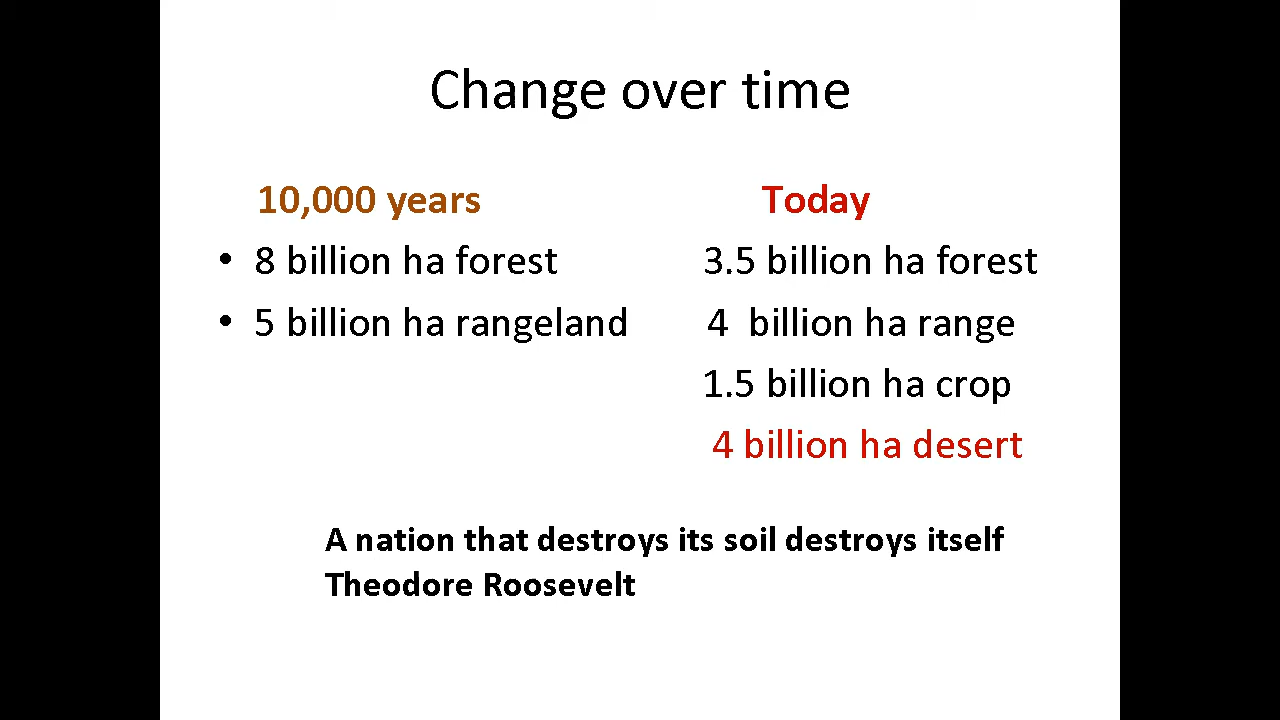 Change over time
10,000 years
• 8 billion ha forest
• 5 billion ha rangeland
Today
3.5 billion ha forest
4 billion ha range
1.5 billion ha crop
4 billion ha desert
A nation that destroys its soil destroys itself
Theodore Roosevelt